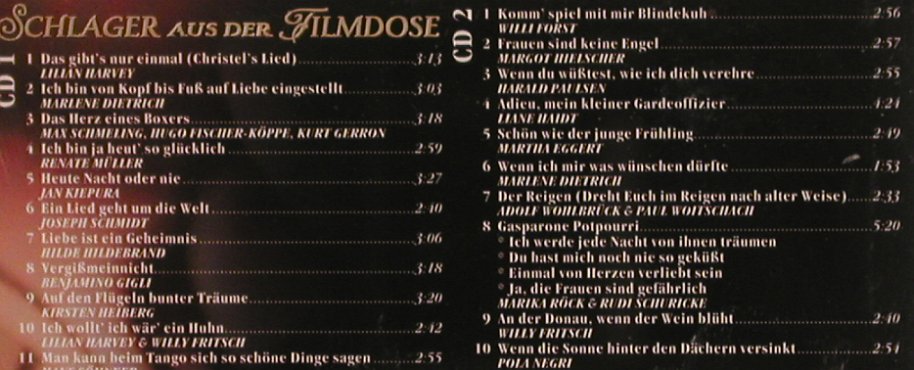 SCHLAGER AUS DER FILMDOSE
CD 1
1 Das gibt's nur einmal (Christel's Lied) 3:13
LILIAN HARVEY
2 Ich bin von Kopf bis Fuß auf Liebe eingestellt 3:03
MARLENE DIETRICH
3 Das Herz eines Boxers 3:18
MAX SCHMELING, HUGO FISCHER-KÖPPE, KURT GERRON
4 Ich bin ja heut' so glücklich 2:59
RENATE MÜLLER
5 Heute Nacht oder nie 3:27
JAN KIEPURA
6 Ein Lied geht um die Welt 2:40
JOSEPH SCHMIDT
7 Liebe ist ein Geheimnis 3:06
HILDE HILDEBRAND
8 Vergißmeinnicht 3:18
BENJAMINO GIGLI
9 Auf den Flügeln bunter Träume 3:20
KIRSTEN HEIBERG
10 Ich wollt' ich wär' ein Huhn 2:42
LILIAN HARVEY & WILLY FRITSCH
11 Man kann beim Tango sich so schöne Dinge sagen 2:55
CD 2
1 Komm' spiel mit mir Blindekuh 2:56
WILLI FORST
2 Frauen sind keine Engel 2:57
MARGOT HIELSCHER
3 Wenn du wüßtest, wie ich dich verehre 2:55
HARALD PAULSEN
4 Adieu, mein kleiner Gardeoffizier 4:24
LIANE HAIDT
5 Schön wie der junge Frühling 2:49
MARTHA EGGERT
6 Wenn ich mir was wünschen dürfte 1:53
MARLENE DIETRICH
7 Der Reigen (Dreht Euch im Reigen nach alter Weise) 2:33
ADOLF WOHLBRÜCK & PAUL WOITSCHACH
8 Gasparone Potpourri 5:20
* Ich werde jede Nacht von ihnen träumen
* Du hast mich noch nie so geküßt
* Einmal von Herzen verliebt sein
* Ja, die Frauen sind gefährlich
MARIKA RÖCK & RUDI SCHURICKE
9 An der Donau, wenn der Wein blüht 2:40
WILLY FRITSCH
10 Wenn die Sonne hinter den Dächern versinkt 2:54
POLA NEGRI